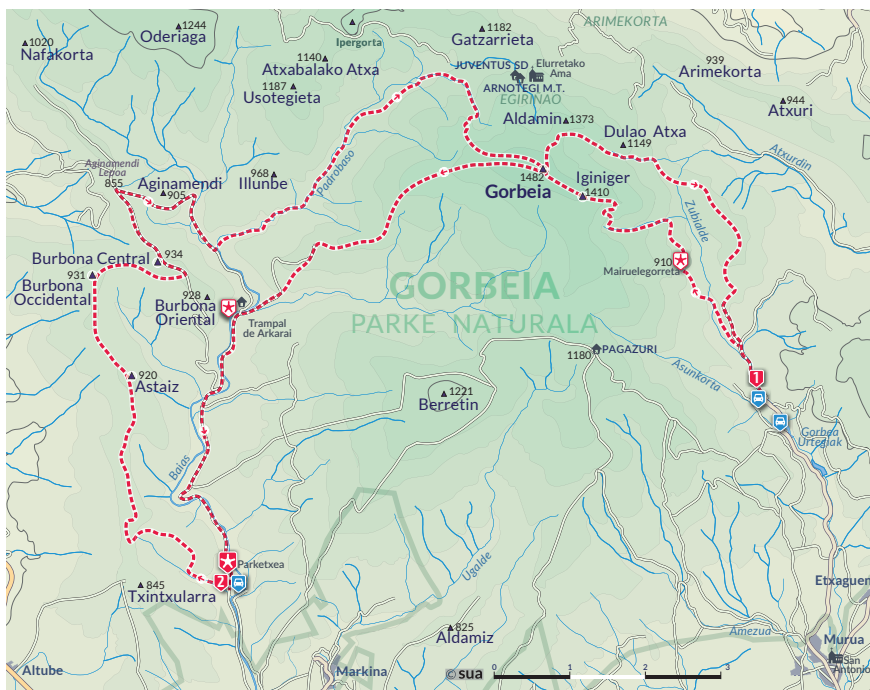 1244
Oderiaga
1020
Nafakorta
Ipergorta
1182
Gatzarrieta
ARIMEKORTA
1140
Atxabalako Atxa
1187
Usotegieta
JUVENTUS SD
Elurretako
Ama
ARNOTEGI M.T.
EGIRIÑAO
939
Arimekorta
944
Atxuri
Aldamin
1373
Dulao Atxa
1149
Atxurdin
Aginamendi
Lepoa
855
Aginamendi
905
968
Illunbe
Padrobaso
1482
Gorbeia
Iginiger
1410
Zubialde
Burbona Central
934
931
Burbona
Occidental
928
Burbona
Oriental
910
Mairuelegorreta
GORBEIA
PARKE NATURALA
Trampal
de Arkarai
1180
PAGAZURI
Asunkorta
1
920
Astaiz
1221
Berretin
Gorbea
Urtegiak
Baias
Ugalde
Parketxea
2
845
Txintxularra
Etxaguen
825
Aldamiz
Amezua
Murua
San
Antonio
Altube
Markina
© sua
0
1
2
3